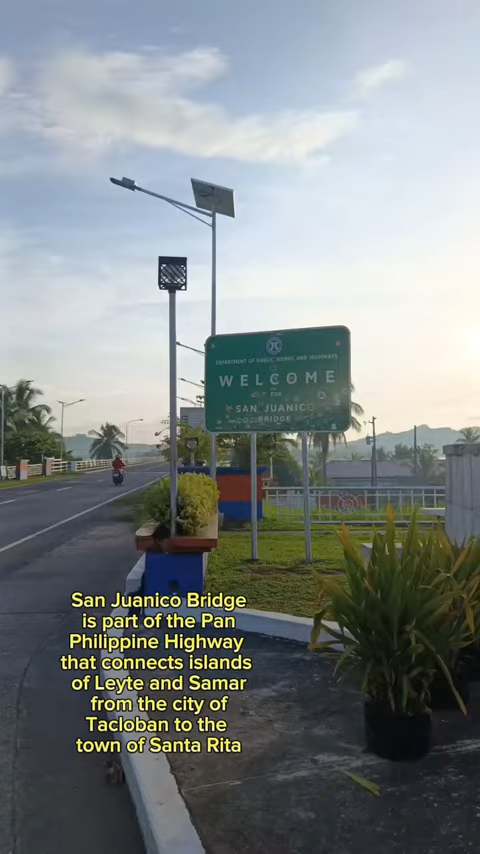 DEPARTMENT OF PUBLIC WORKS AND HIGHWAYS
WELCOME
SAN JUANICO
BRIDGE
San Juanico Bridge
is part of the Pan
Philippine Highway
that connects islands
of Leyte and Samar
from the city of
Tacloban to the
town of Santa Rita